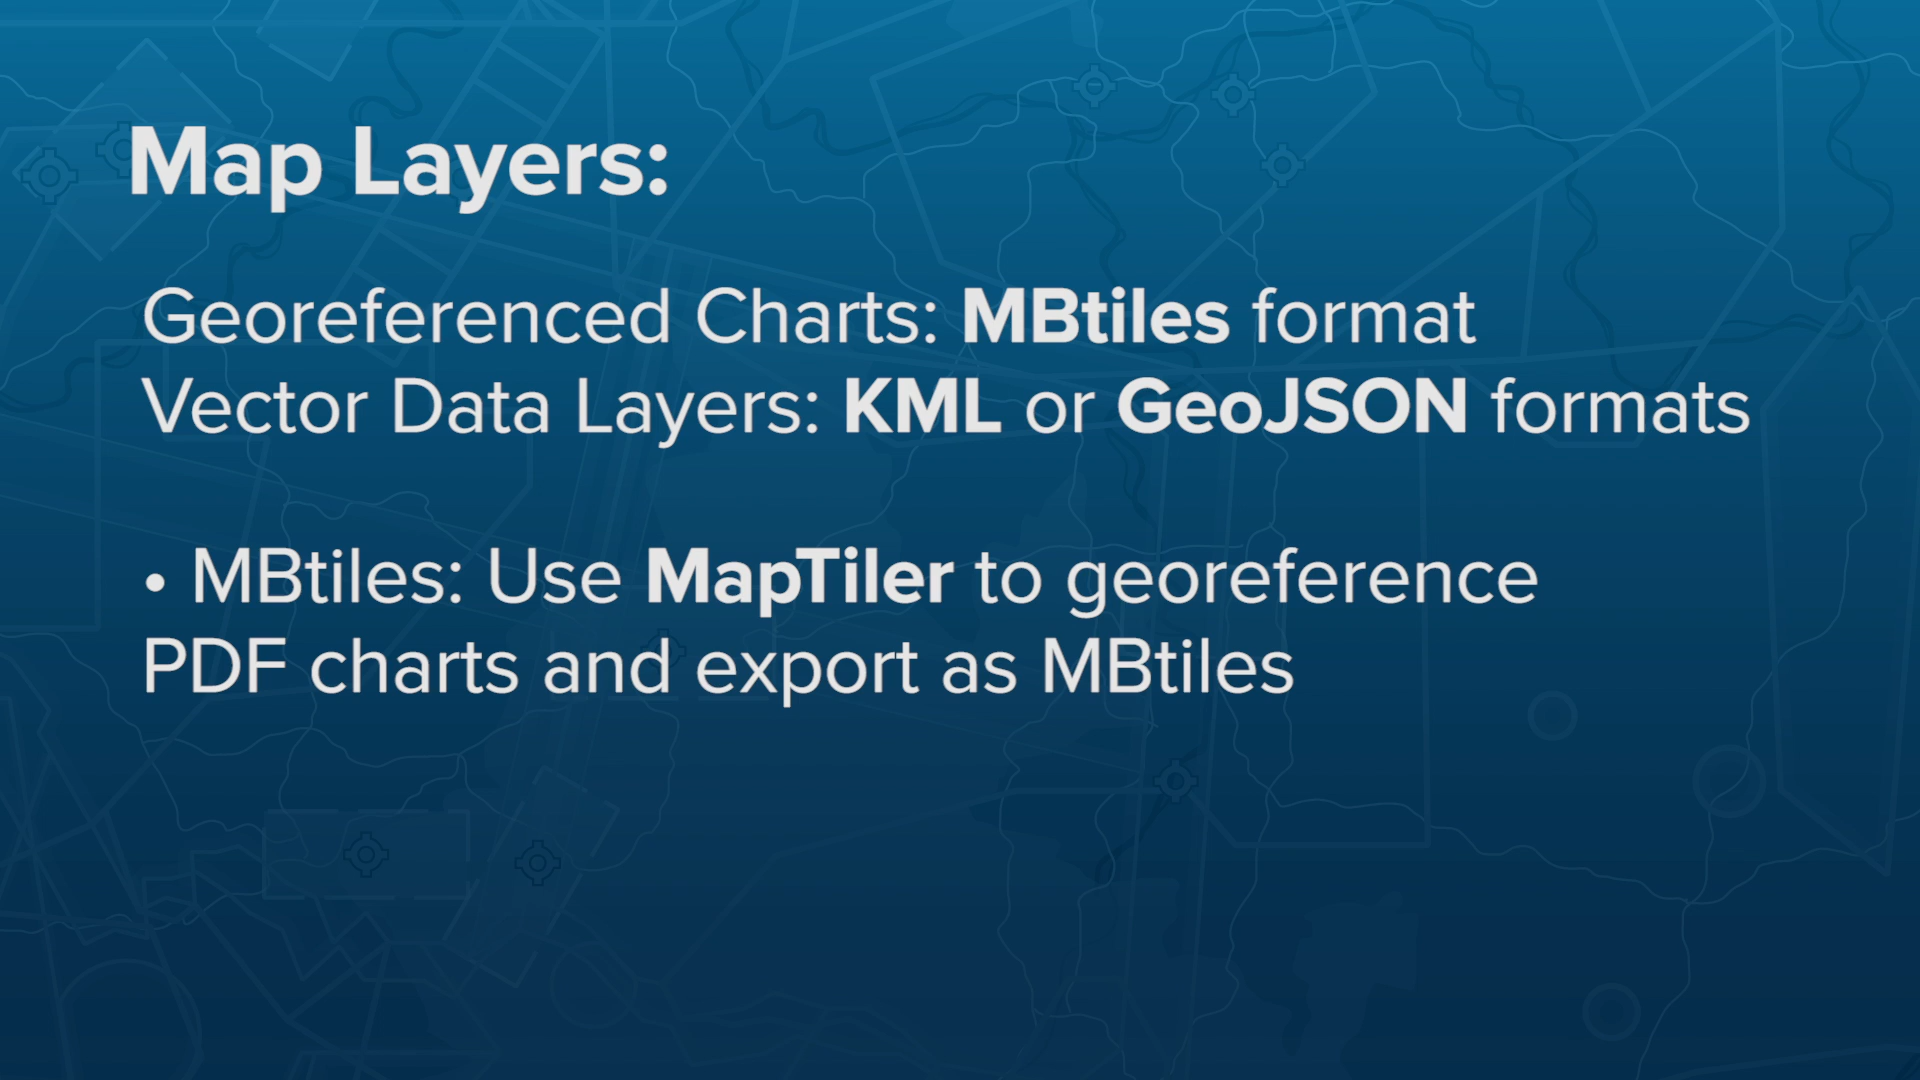 Map Layers:
Georeferenced Charts: MBtiles format
Vector Data Layers: KML or GeoJSON formats
• MBtiles: Use MapTiler to georeference
PDF charts and export as MBtiles